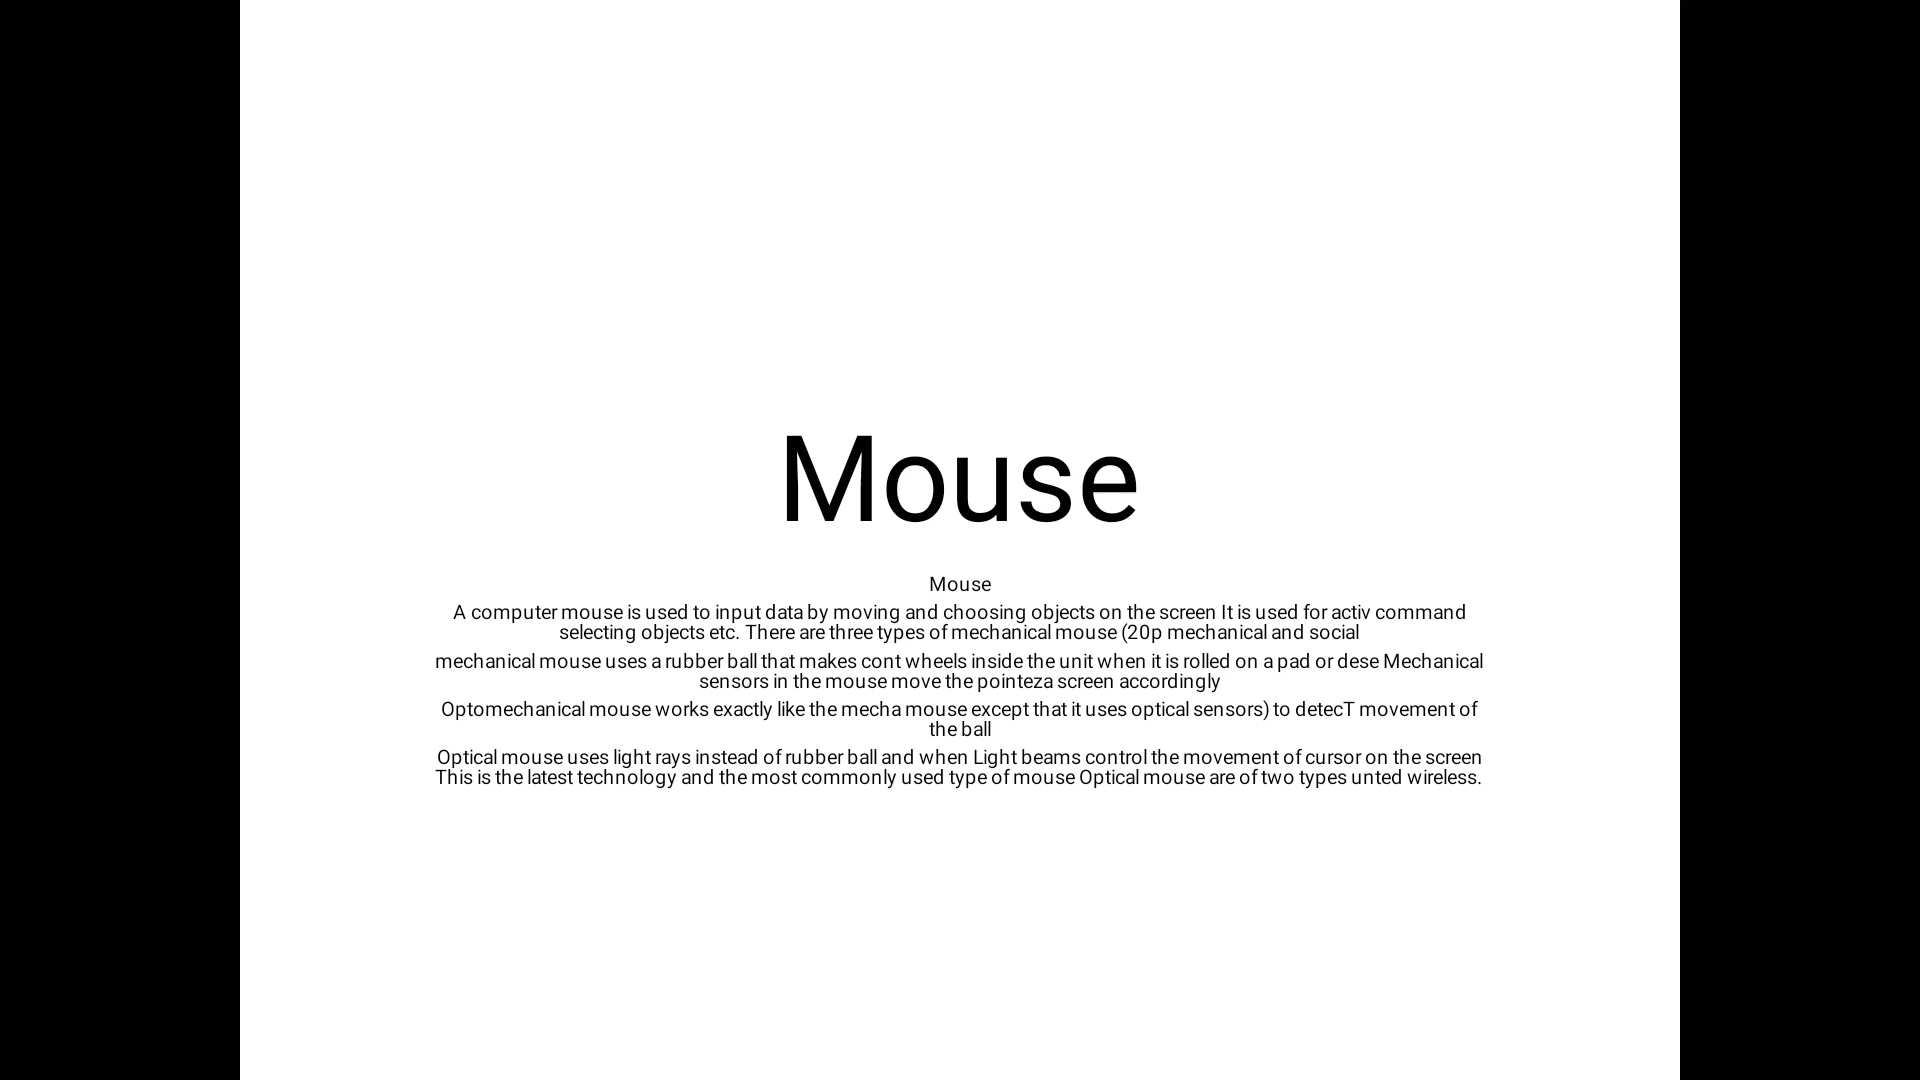 Mouse
Mouse
A computer mouse is used to input data by moving and choosing objects on the screen It is used for activ command
selecting objects etc. There are three types of mechanical mouse (20p mechanical and social
mechanical mouse uses a rubber ball that makes cont wheels inside the unit when it is rolled on a pad or dese Mechanical
sensors in the mouse move the pointeza screen accordingly
Optomechanical mouse works exactly like the mecha mouse except that it uses optical sensors) to detecT movement of
the ball
Optical mouse uses light rays instead of rubber ball and when Light beams control the movement of cursor on the screen
This is the latest technology and the most commonly used type of mouse Optical mouse are of two types unted wireless.